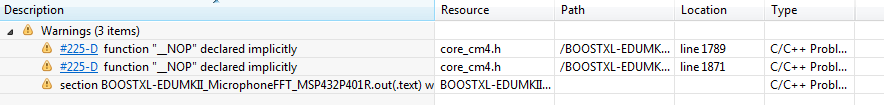 Description Resource Path Location Type
Warnings (3 items)
#225-D function "__NOP" declared implicitly core_cm4.h /BOOSTXL-EDUMK... line 1789 C/C++ Probl...
#225-D function "__NOP" declared implicitly core_cm4.h /BOOSTXL-EDUMK... line 1871 C/C++ Probl...
section BOOSTXL-EDUMKII_MicrophoneFFT_MSP432P401R.out(.text) w BOOSTXL-EDUMKII... C/C++ Probl...